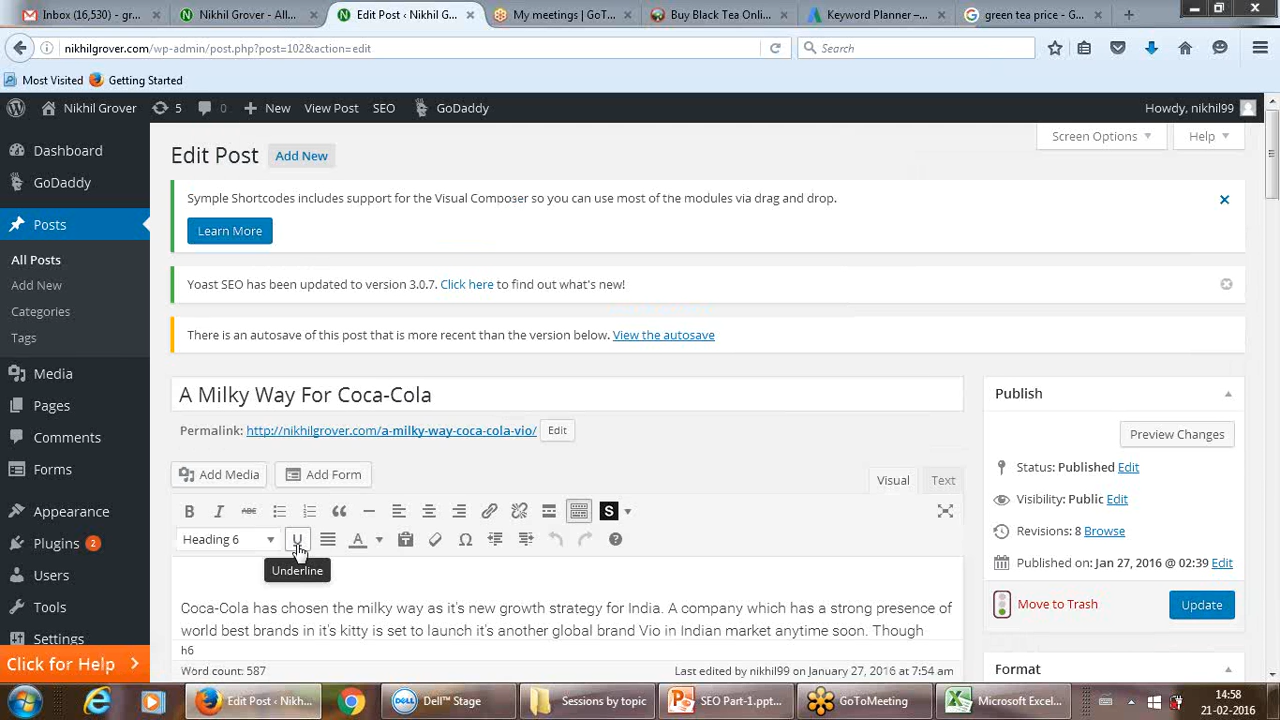 Inbox (16,530) - gr...
Nikhil Grover ‹ All...
Edit Post ‹ Nikhil G...
My meetings | GoT...
Buy Black Tea Onli...
Keyword Planner –...
green tea price - G...
nikhilgrover.com/wp-admin/post.php?post=102&action=edit
Search
Most Visited
Getting Started
Nikhil Grover
5
0
New
View Post
SEO
GoDaddy
Howdy, nikhil99
Dashboard
GoDaddy
Posts
All Posts
Add New
Categories
Tags
Media
Pages
Comments
Forms
Appearance
Plugins 2
Users
Tools
Settings
Click for Help
Screen Options
Help
Edit Post
Add New
Symple Shortcodes includes support for the Visual Composer so you can use most of the modules via drag and drop.
Learn More
Yoast SEO has been updated to version 3.0.7. Click here to find out what's new!
There is an autosave of this post that is more recent than the version below. View the autosave
A Milky Way For Coca-Cola
Permalink: http://nikhilgrover.com/a-milky-way-coca-cola-vio/ Edit
Add Media
Add Form
Visual
Text
B I ABC
S
Heading 6
U
A
Underline
Coca-Cola has chosen the milky way as it's new growth strategy for India. A company which has a strong presence of
world best brands in it's kitty is set to launch it's another global brand Vio in Indian market anytime soon. Though
h6
Word count: 587
Last edited by nikhil99 on January 27, 2016 at 7:54 am
Publish
Preview Changes
Status: Published Edit
Visibility: Public Edit
Revisions: 8 Browse
Published on: Jan 27, 2016 @ 02:39 Edit
Move to Trash
Update
Format
Edit Post ‹ Nikh...
DELL
Dell™ Stage
Sessions by topic
SEO Part-1.ppt...
GoToMeeting
Microsoft Excel...
14:58
21-02-2016